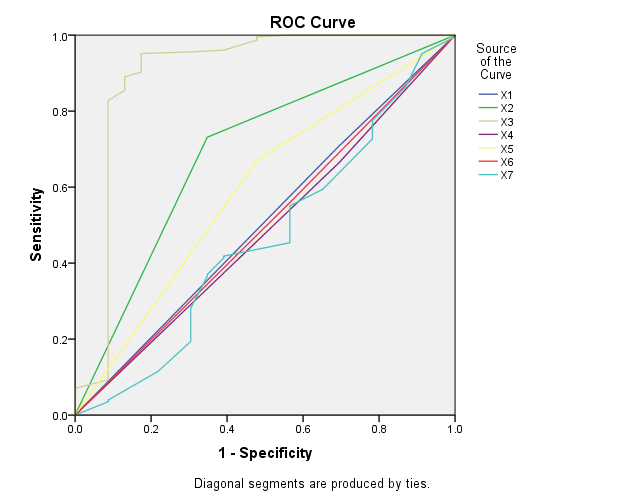 ROC Curve
Source
of the
Curve
X1
X2
X3
X4
X5
X6
X7
1.0
0.8
0.6
0.4
0.2
0.0
Sensitivity
0.0 0.2 0.4 0.6 0.8 1.0
1 - Specificity
Diagonal segments are produced by ties.